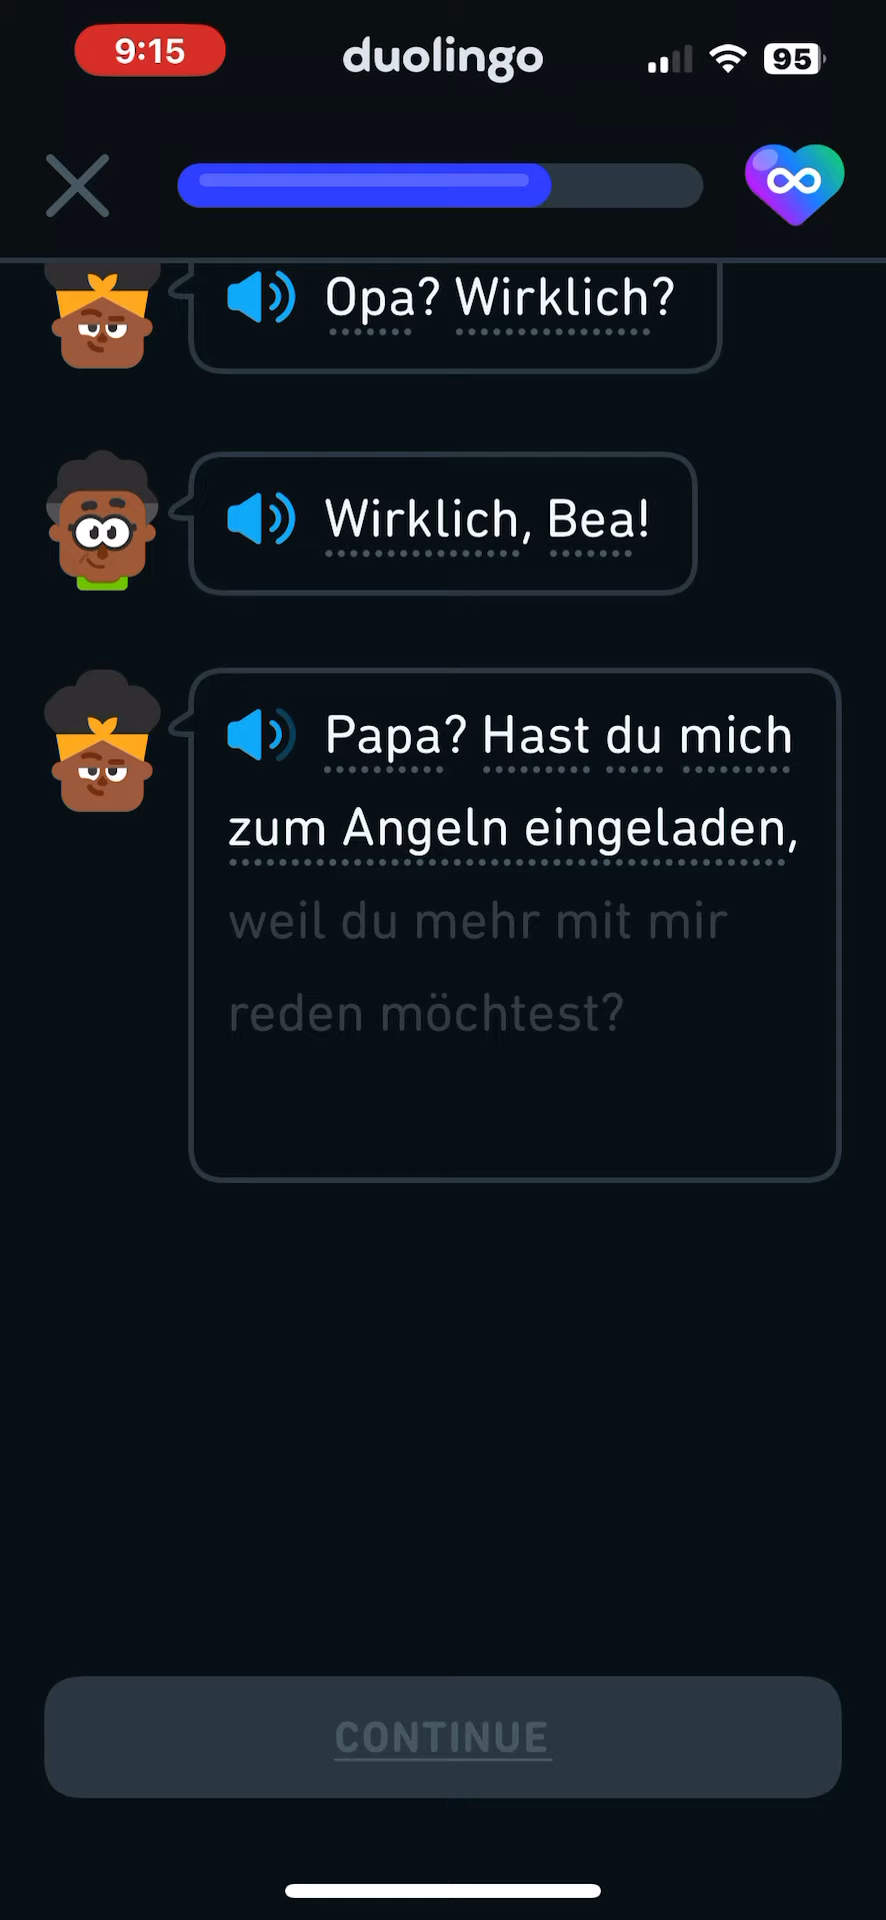 9:15
duolingo
95
Opa? Wirklich?
Wirklich, Bea!
Papa? Hast du mich
zum Angeln eingeladen,
weil du mehr mit mir
reden möchtest?
CONTINUE